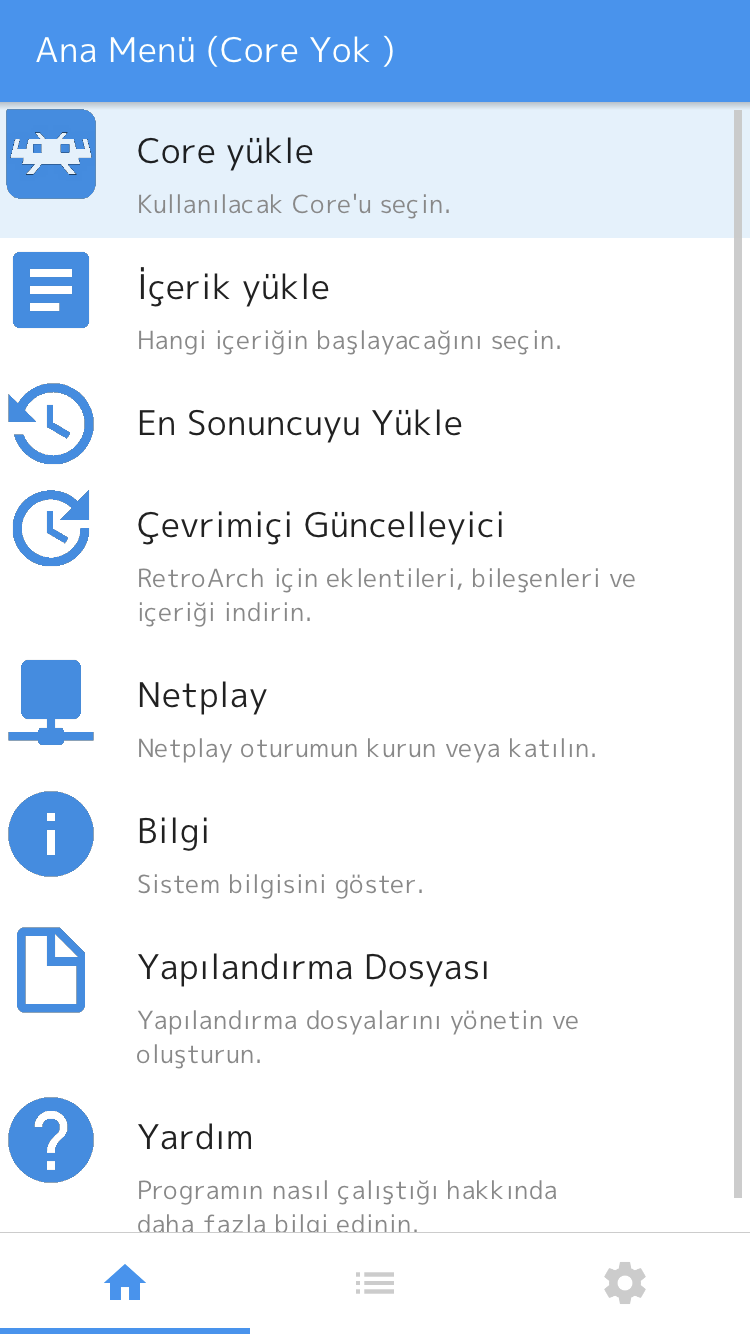 Ana Menü (Core Yok )
Core yükle
Kullanılacak Core'u seçin.
İçerik yükle
Hangi içeriğin başlayacağını seçin.
En Sonuncuyu Yükle
Çevrimiçi Güncelleyici
RetroArch için eklentileri, bileşenleri ve
içeriği indirin.
Netplay
Netplay oturumun kurun veya katılın.
Bilgi
Sistem bilgisini göster.
Yapılandırma Dosyası
Yapılandırma dosyalarını yönetin ve
oluşturun.
Yardım
Programın nasıl çalıştığı hakkında
daha fazla bilgi edinin.